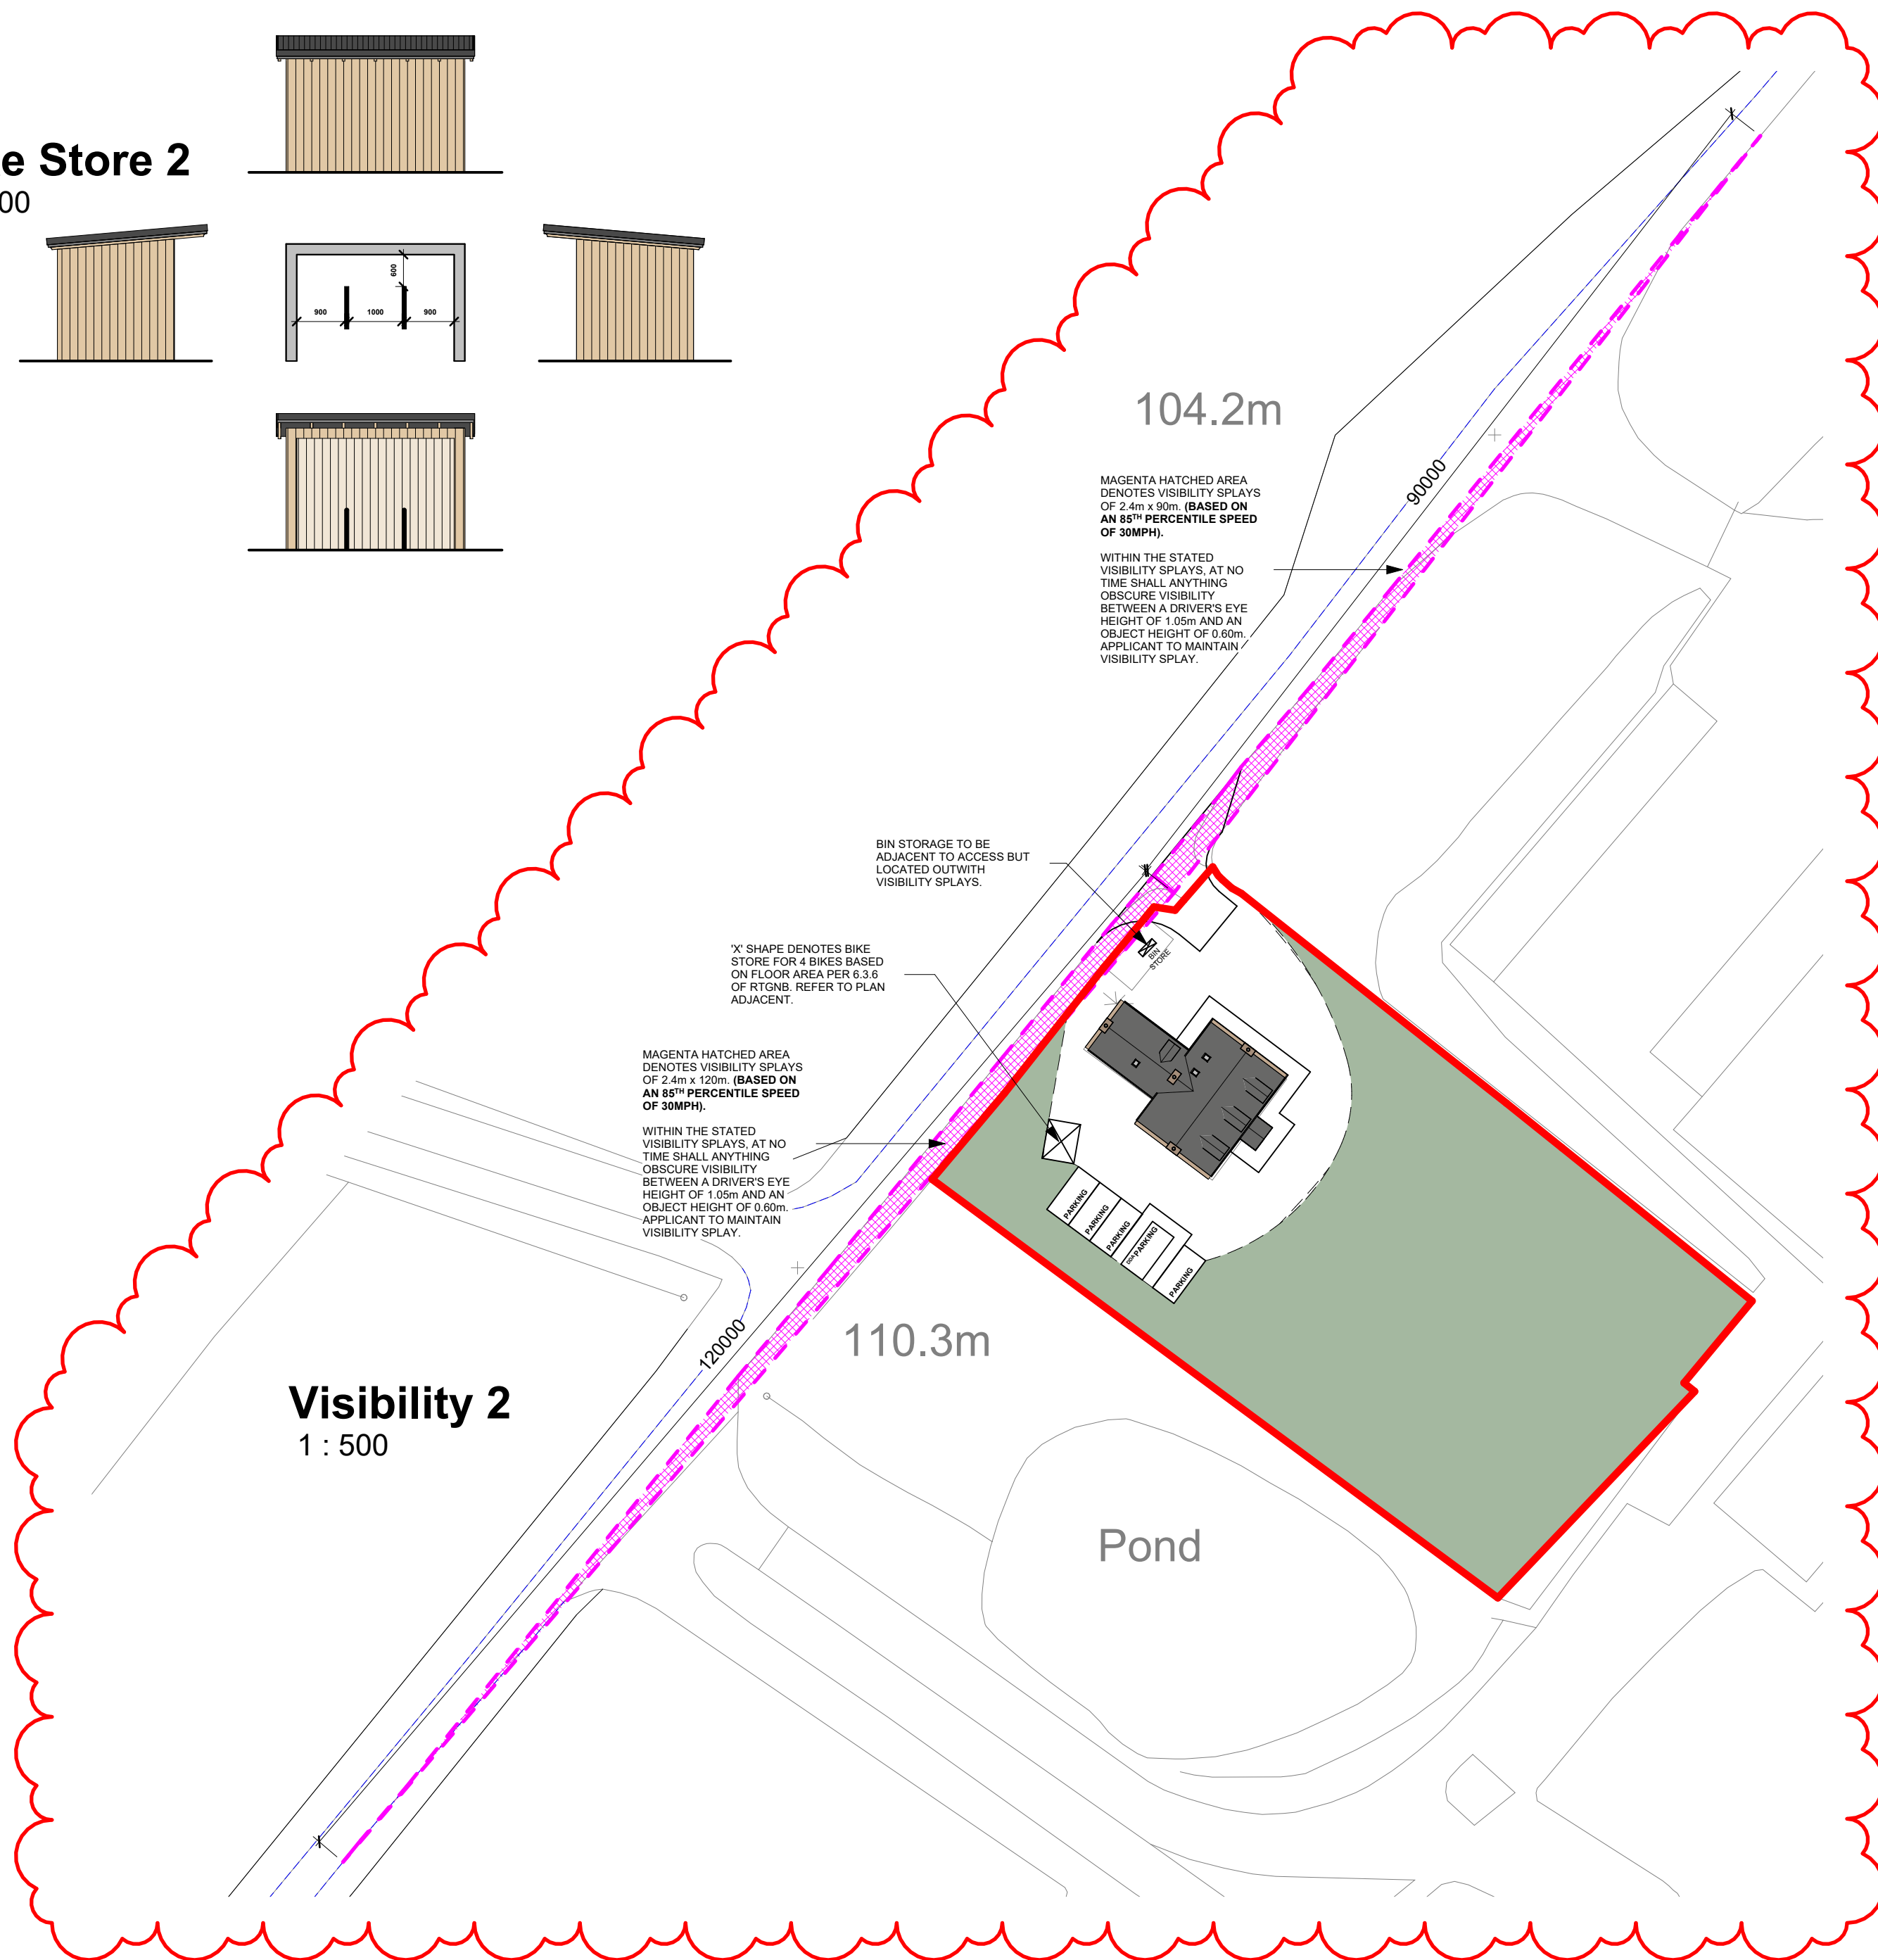 e Store 2
00
600
900
1000
900
104.2m
MAGENTA HATCHED AREA
DENOTES VISIBILITY SPLAYS
OF 2.4m x 90m. (BASED ON
AN 85TH PERCENTILE SPEED
OF 30MPH).
WITHIN THE STATED
VISIBILITY SPLAYS, AT NO
TIME SHALL ANYTHING
OBSCURE VISIBILITY
BETWEEN A DRIVER'S EYE
HEIGHT OF 1.05m AND AN
OBJECT HEIGHT OF 0.60m.
APPLICANT TO MAINTAIN
VISIBILITY SPLAY.
90000
BIN STORAGE TO BE
ADJACENT TO ACCESS BUT
LOCATED OUTWITH
VISIBILITY SPLAYS.
BIN
STORE
'X' SHAPE DENOTES BIKE
STORE FOR 4 BIKES BASED
ON FLOOR AREA PER 6.3.6
OF RTGNB. REFER TO PLAN
ADJACENT.
MAGENTA HATCHED AREA
DENOTES VISIBILITY SPLAYS
OF 2.4m x 120m. (BASED ON
AN 85TH PERCENTILE SPEED
OF 30MPH).
WITHIN THE STATED
VISIBILITY SPLAYS, AT NO
TIME SHALL ANYTHING
OBSCURE VISIBILITY
BETWEEN A DRIVER'S EYE
HEIGHT OF 1.05m AND AN
OBJECT HEIGHT OF 0.60m.
APPLICANT TO MAINTAIN
VISIBILITY SPLAY.
PARKING
PARKING
PARKING
DDA PARKING
PARKING
120000
110.3m
Visibility 2
1 : 500
Pond